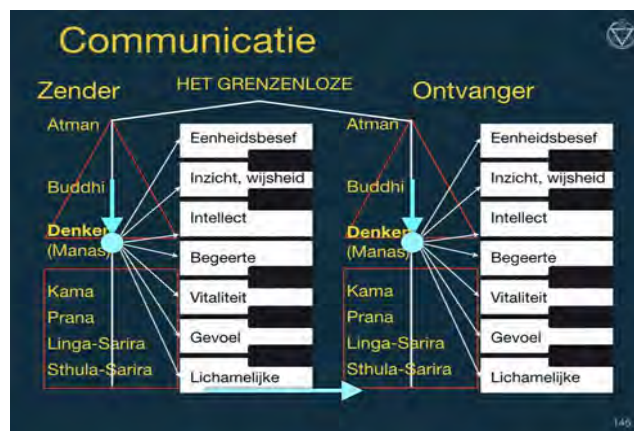 Communicatie
Zender
HET GRENZENLOZE
Ontvanger
Atman
Buddhi
Denker
(Manas)
Kama
Prana
Linga-Sarira
Sthula-Sarira
Eenheidsbesef
Inzicht, wijsheid
Intellect
Begeerte
Vitaliteit
Gevoel
Lichamelijke
Atman
Buddhi
Denker
(Manas)
Kama
Prana
Linga-Sarira
Sthula-Sarira
Eenheidsbesef
Inzicht, wijsheid
Intellect
Begeerte
Vitaliteit
Gevoel
Lichamelijke
146